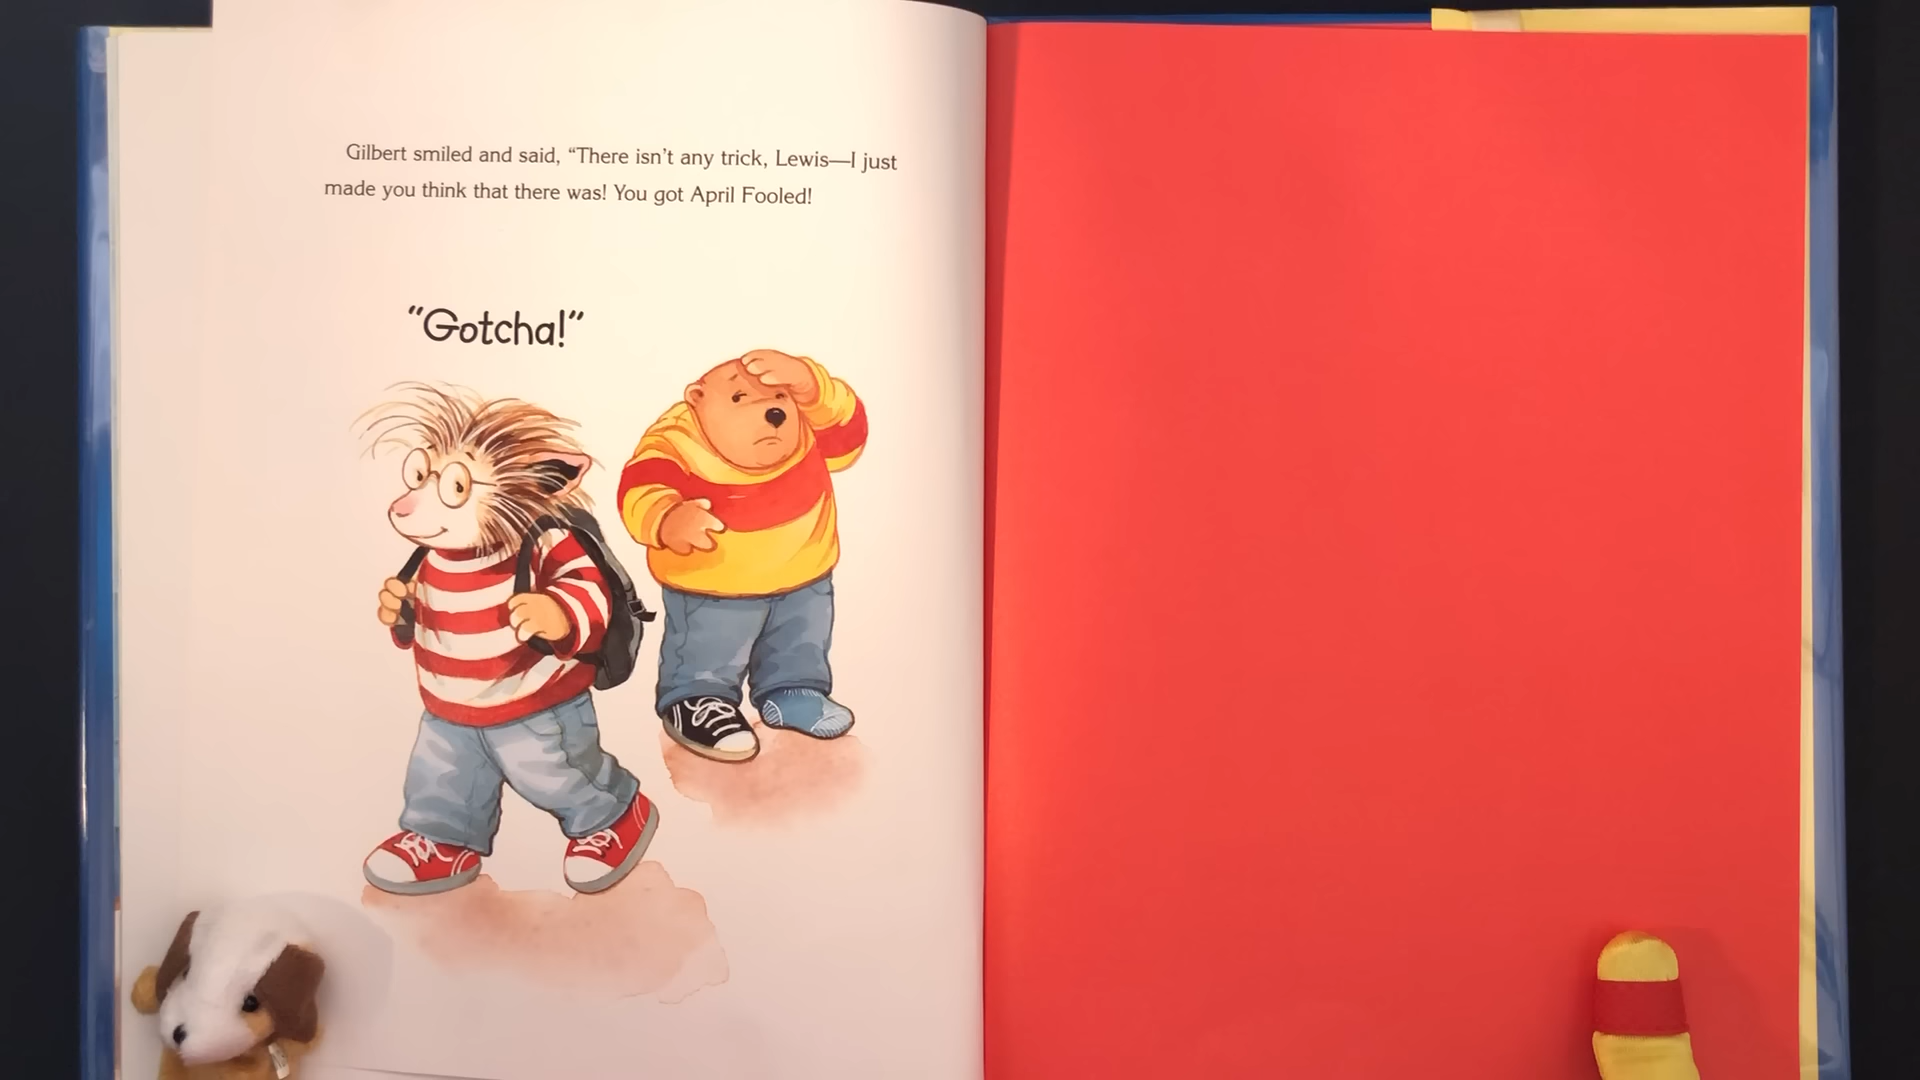 Gilbert smiled and said, “There isn’t any trick, Lewis—I just
made you think that there was! You got April Fooled!
“Gotcha!”